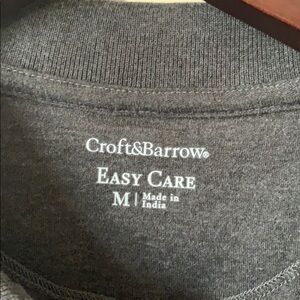 Croft&Barrow®
EASY CARE
M | Made in
India